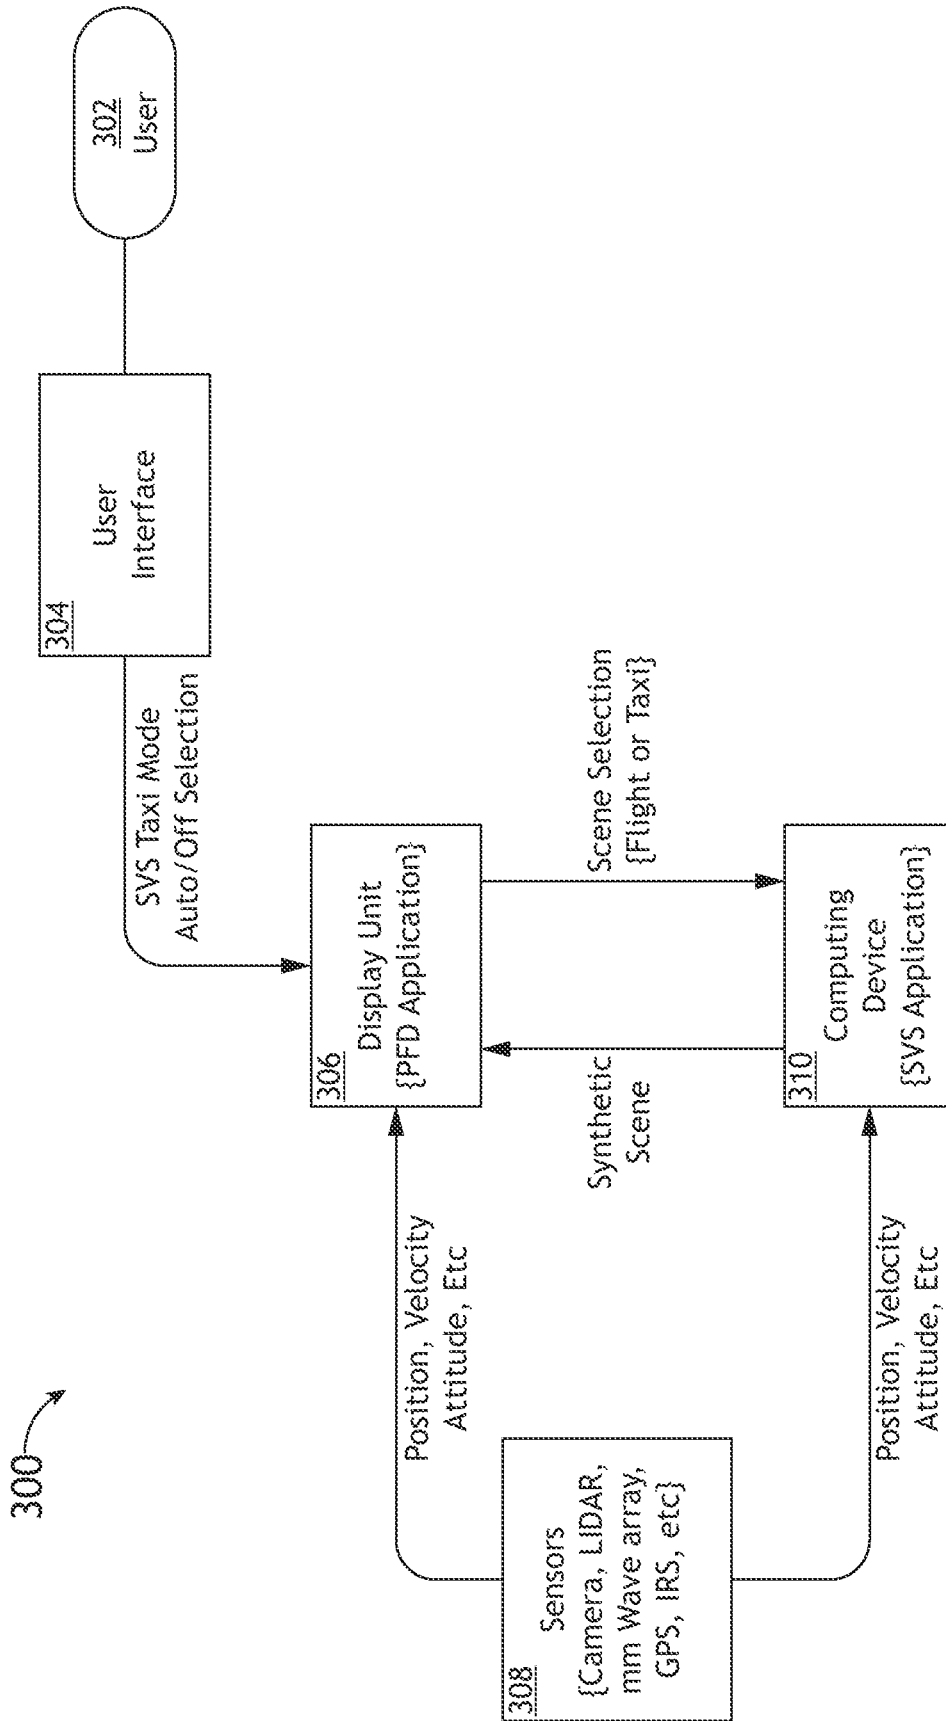 300
302
User
304
User
Interface
SVS Taxi Mode
Auto/Off Selection
306
Display Unit
{PFD Application}
Position, Velocity
Attitude, Etc
308
Sensors
{Camera, LIDAR,
mm Wave array,
GPS, IRS, etc}
Synthetic
Scene
Scene Selection
{Flight or Taxi}
310
Computing
Device
{SVS Application}
Position, Velocity
Attitude, Etc